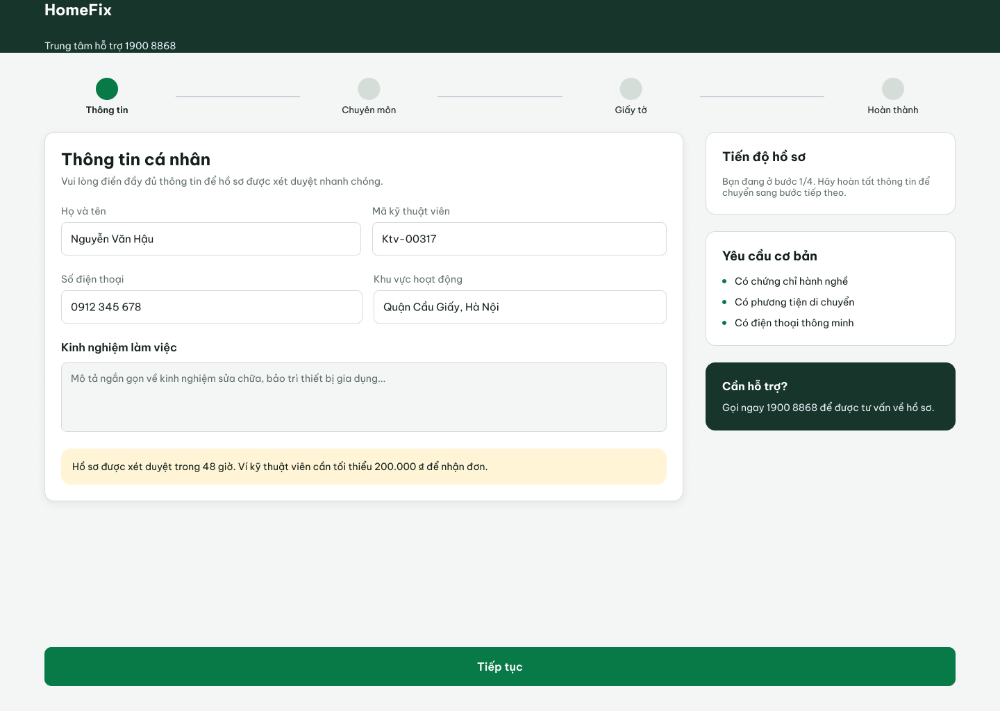 HomeFix
Trung tâm hỗ trợ 1900 8868
Thông tin
Chuyên môn
Giấy tờ
Hoàn thành
Thông tin cá nhân
Vui lòng điền đầy đủ thông tin để hồ sơ được xét duyệt nhanh chóng.
Họ và tên
Mã kỹ thuật viên
Nguyễn Văn Hậu
Ktv-00317
Số điện thoại
Khu vực hoạt động
0912 345 678
Quận Cầu Giấy, Hà Nội
Kinh nghiệm làm việc
Mô tả ngắn gọn về kinh nghiệm sửa chữa, bảo trì thiết bị gia dụng...
Hồ sơ được xét duyệt trong 48 giờ. Ví kỹ thuật viên cần tối thiểu 200.000 ₫ để nhận đơn.
Tiến độ hồ sơ
Bạn đang ở bước 1/4. Hãy hoàn tất thông tin để
chuyển sang bước tiếp theo.
Yêu cầu cơ bản
Có chứng chỉ hành nghề
Có phương tiện di chuyển
Có điện thoại thông minh
Cần hỗ trợ?
Gọi ngay 1900 8868 để được tư vấn về hồ sơ.
Tiếp tục